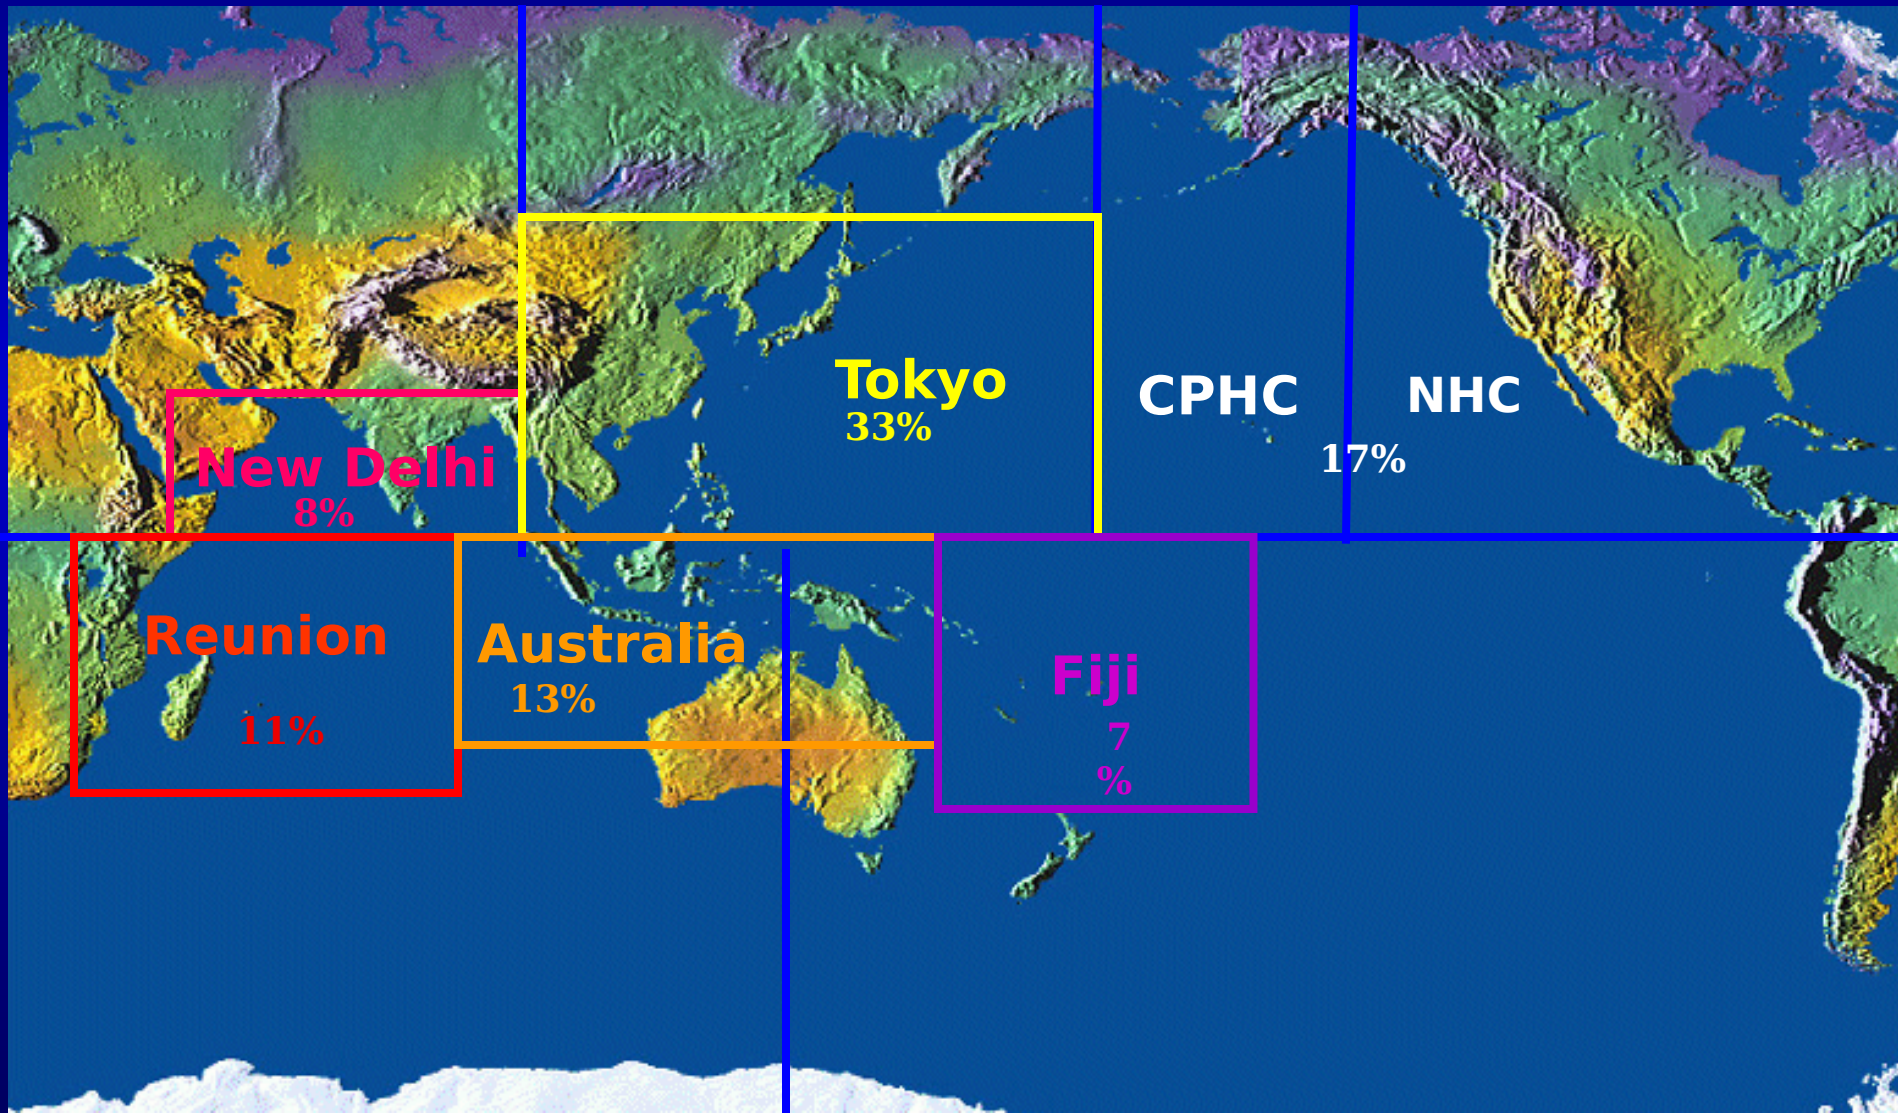 Tokyo
33%
CPHC
NHC
17%
New Delhi
8%
Reunion
11%
Australia
13%
Fiji
7
%